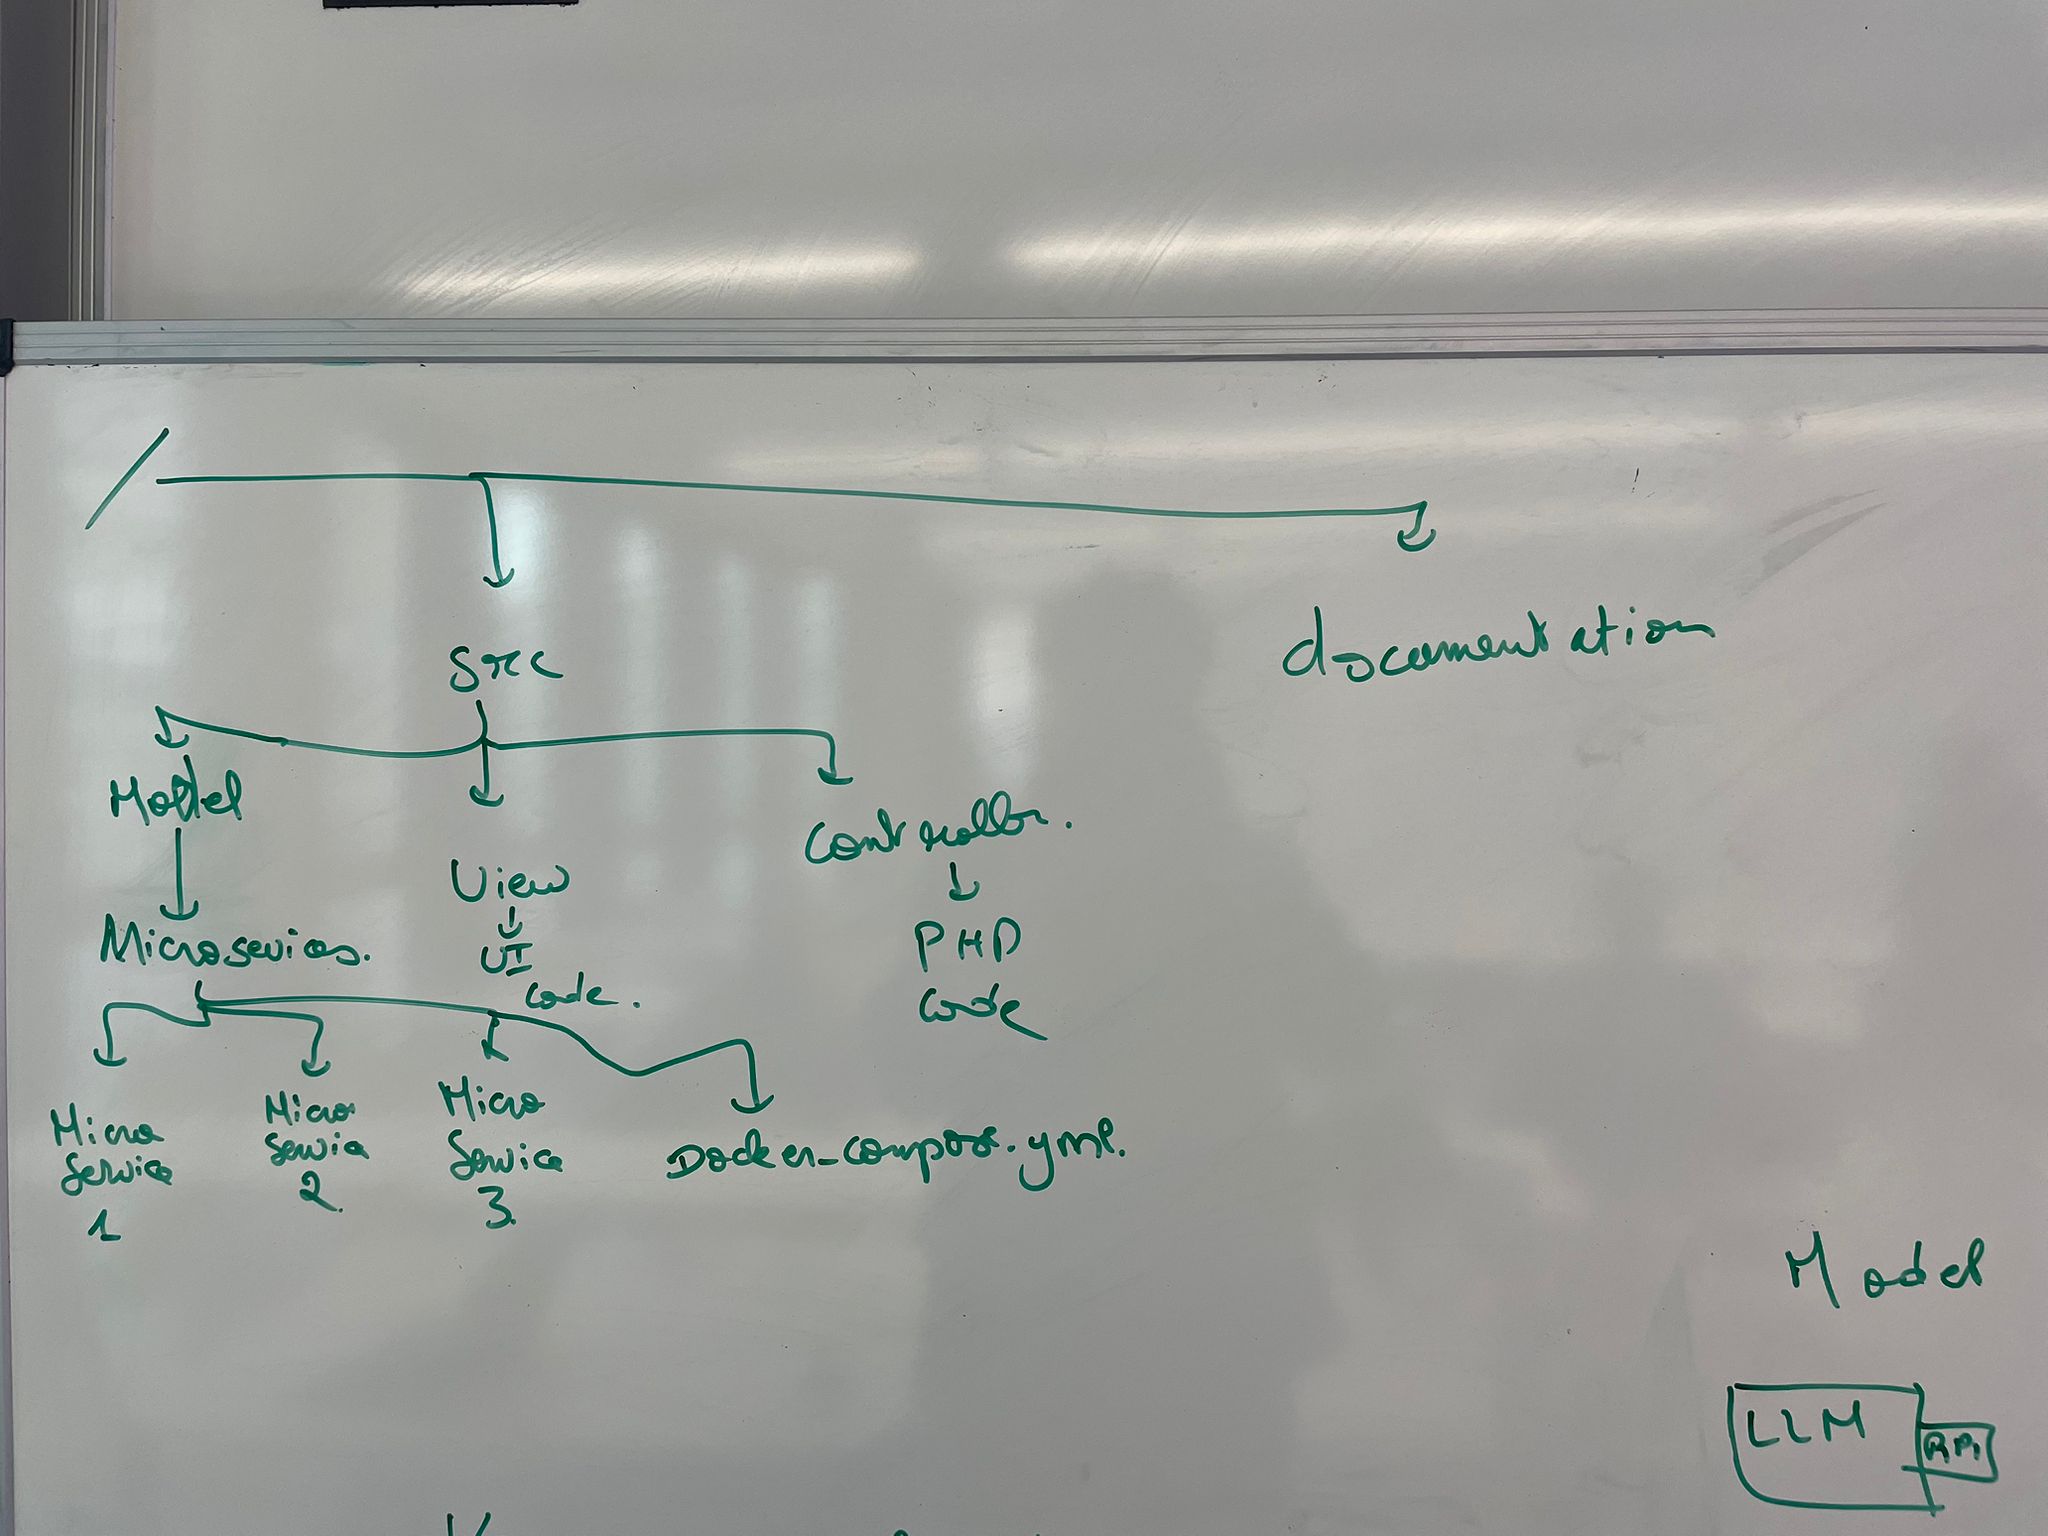 /
src
documentation
Model
View
Controller.
Microsevices.
UI
code.
PHP
code
Micro
Service
1
Micro
Service
2.
Micro
Service
3.
Docker_compose.yml.
Model
LLM
API